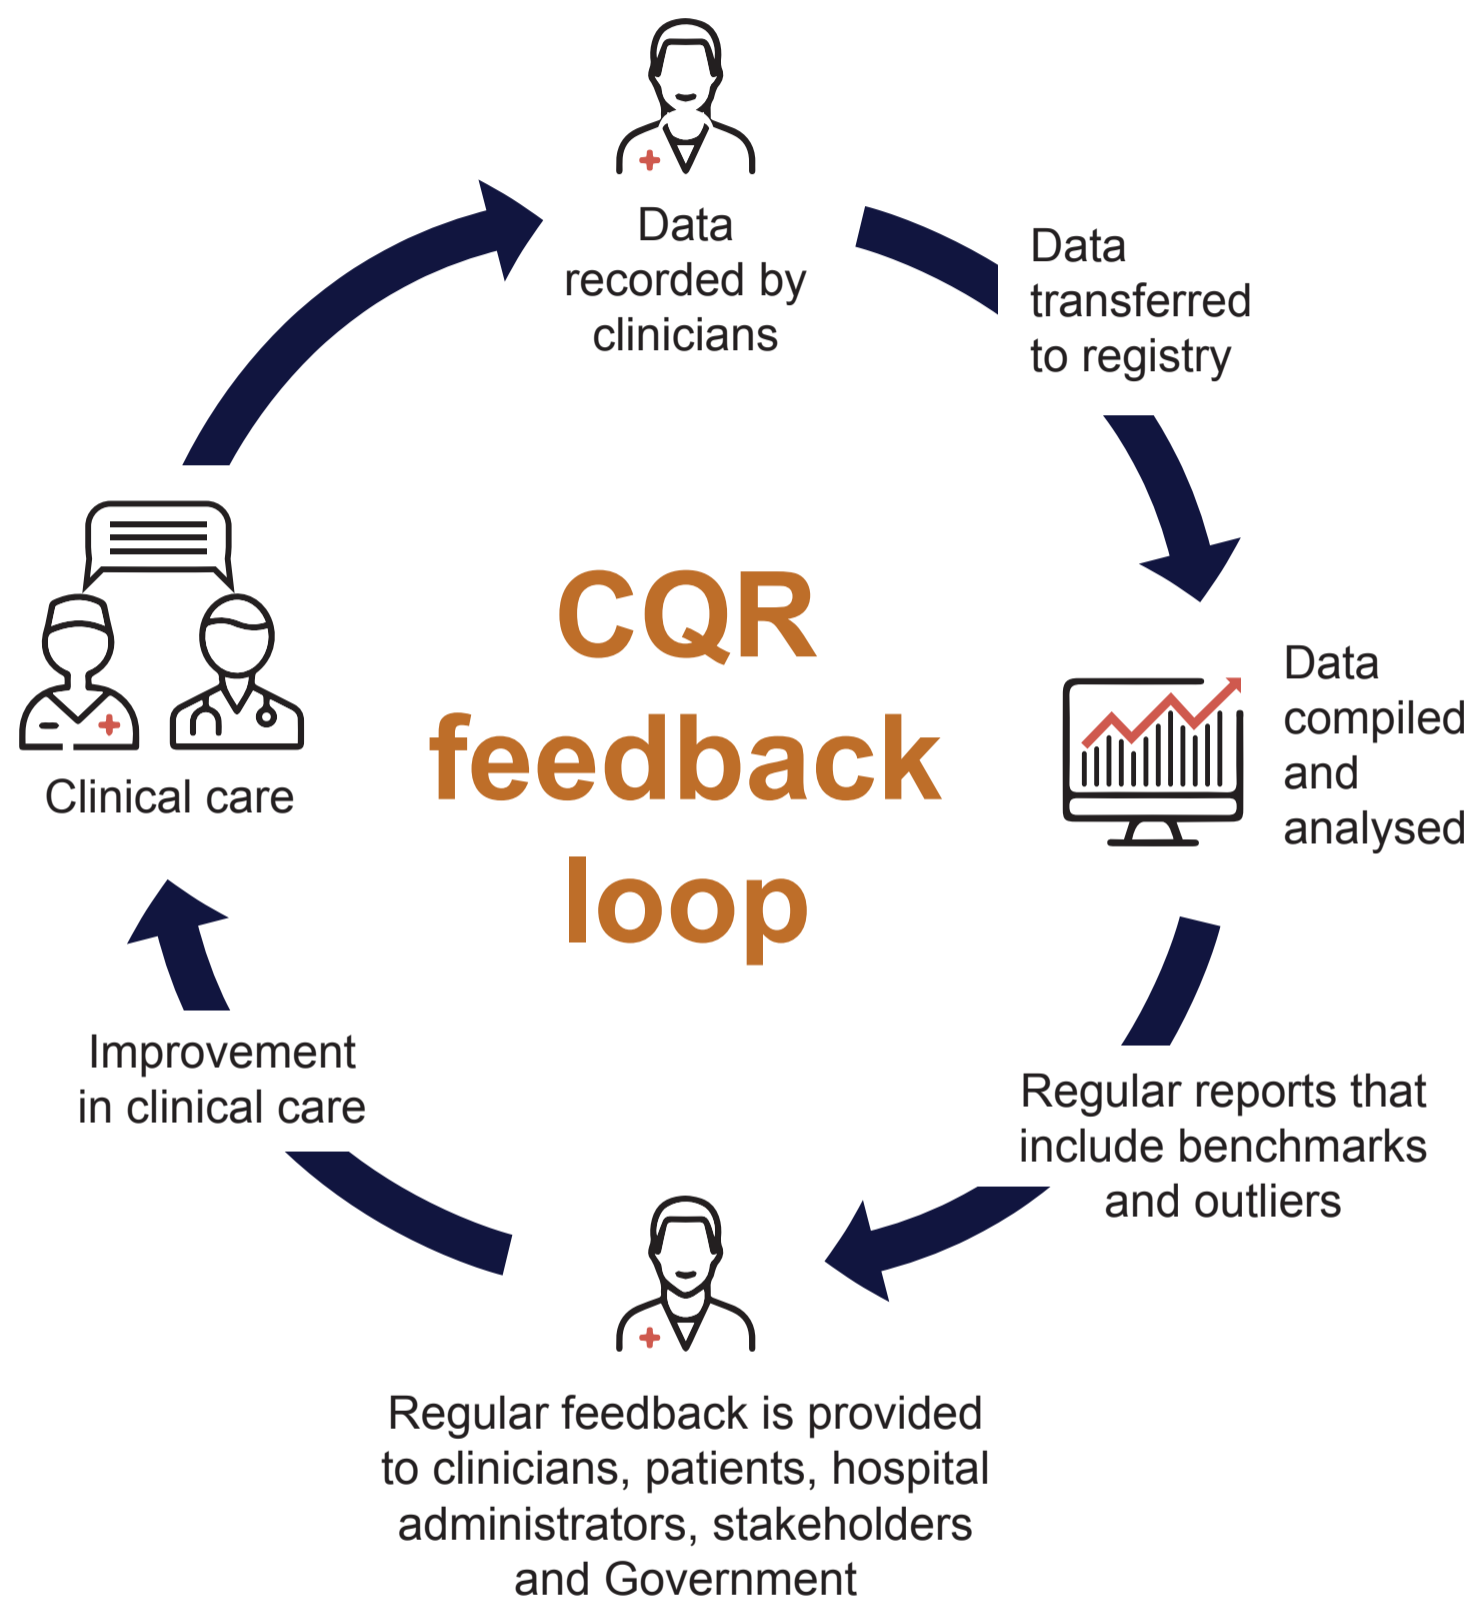 Data
recorded by
clinicians
Data
transferred
to registry
Data
compiled
and
analysed
Regular reports that
include benchmarks
and outliers
Regular feedback is provided
to clinicians, patients, hospital
administrators, stakeholders
and Government
Improvement
in clinical care
Clinical care
CQR
feedback
loop